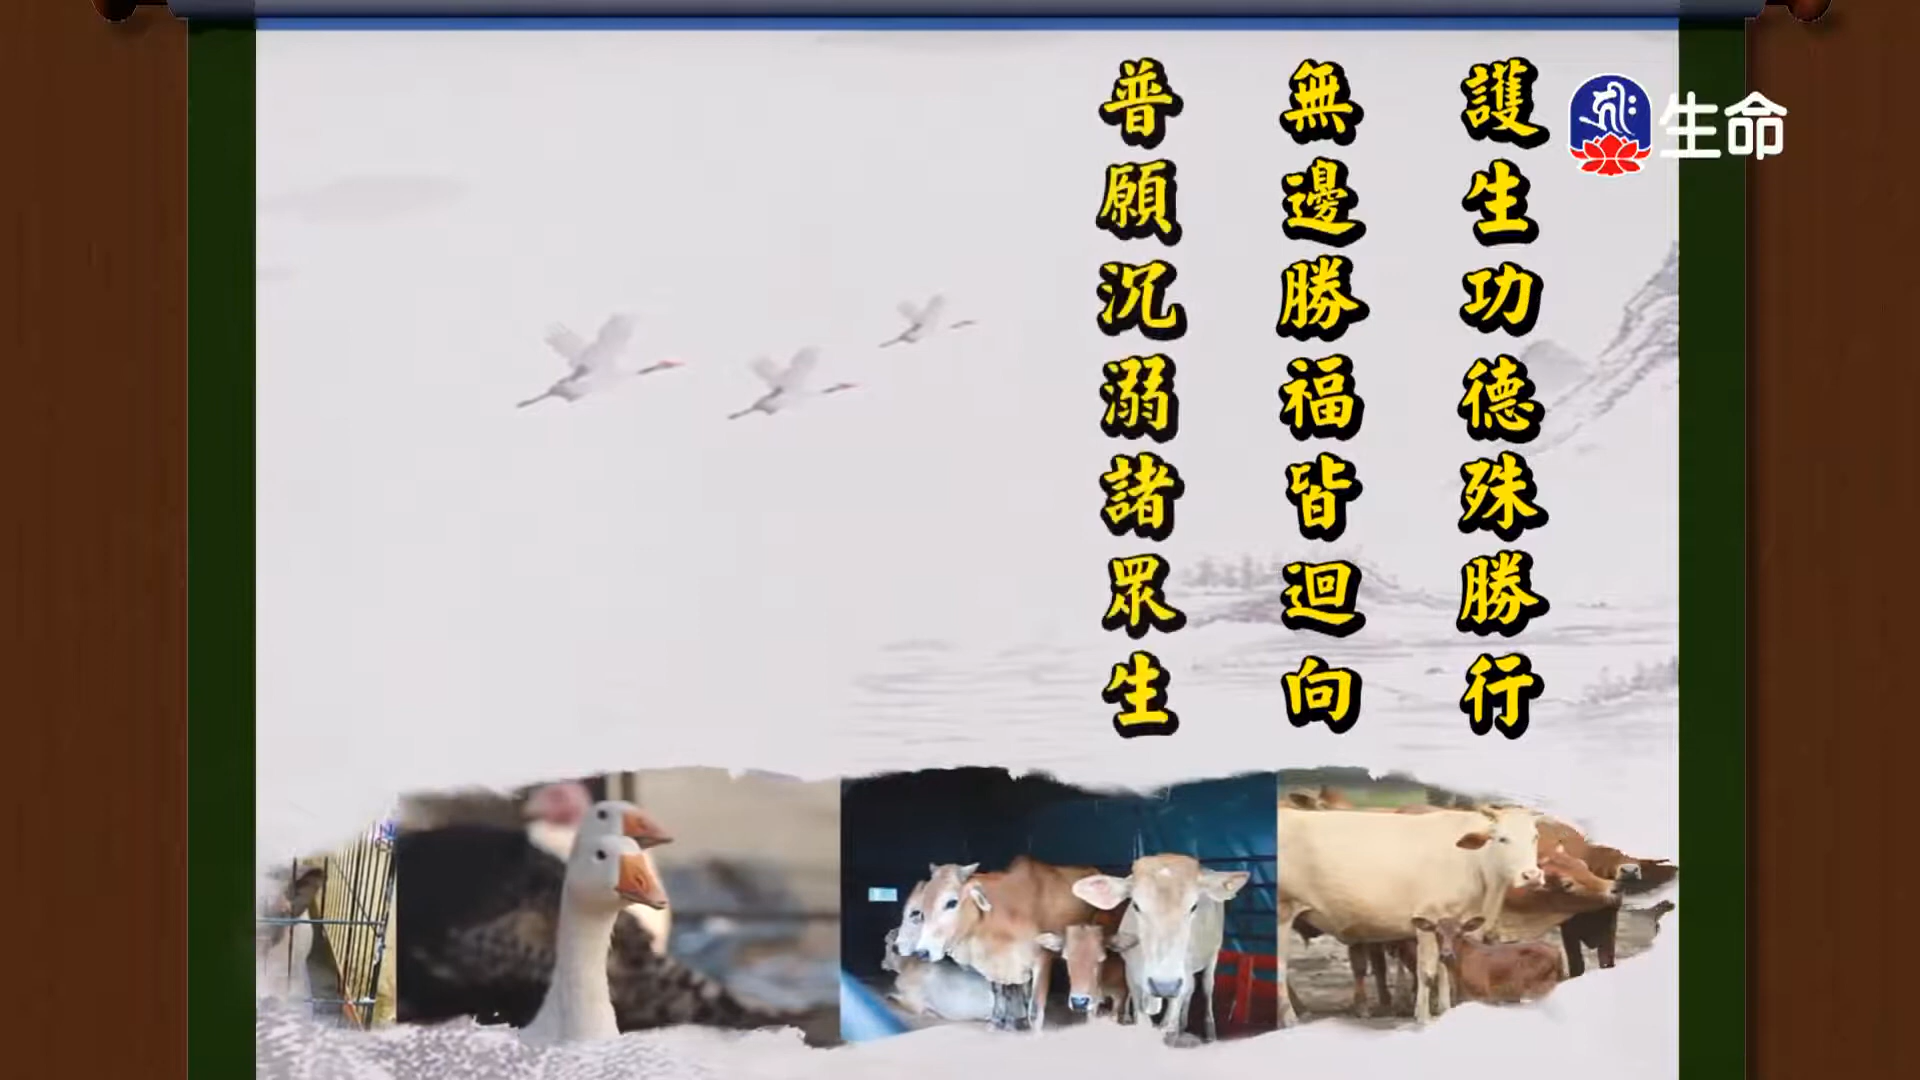 護生功德殊勝行
無邊勝福皆迴向
普願沉溺諸眾生
生命